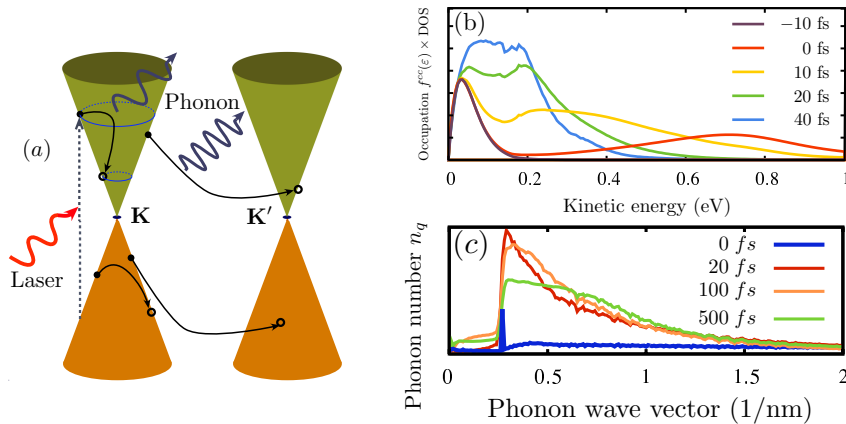 (a)
Phonon
K
K′
Laser
(b)
Occupation f^cc(ε) × DOS
−10 fs
0 fs
10 fs
20 fs
40 fs
0 0.2 0.4 0.6 0.8 1
Kinetic energy (eV)
(c)
Phonon number n_q
0 fs
20 fs
100 fs
500 fs
0 0.5 1 1.5 2
Phonon wave vector (1/nm)